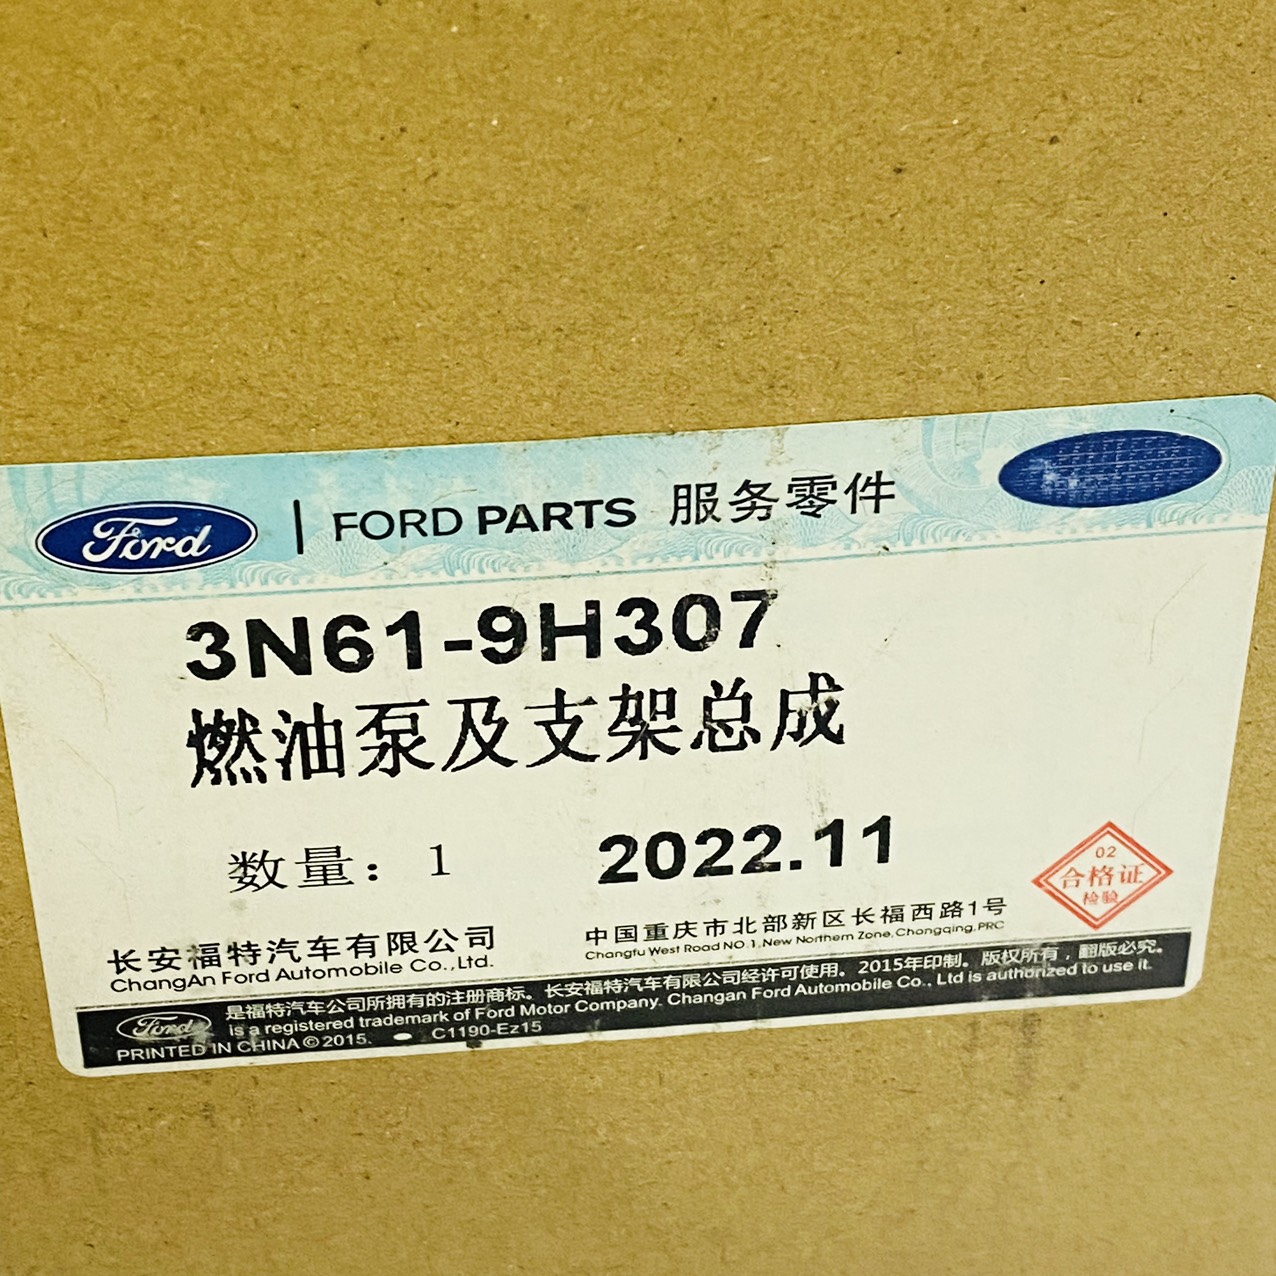 Ford | FORD PARTS 服务零件
3N61-9H307
燃油泵及支架总成
数量：1 2022.11
02
合格证
检验
长安福特汽车有限公司
ChangAn Ford Automobile Co.,Ltd.
中国重庆市北部新区长福西路1号
Changfu West Road NO.1,New Northern Zone,Chongqing,PRC
Ford 是福特汽车公司所拥有的注册商标。长安福特汽车有限公司经许可使用。2015年印制。版权所有，翻版必究。
is a registered trademark of Ford Motor Company. Changan Ford Automobile Co., Ltd is authorized to use it.
PRINTED IN CHINA ©2015. C1190-Ez15